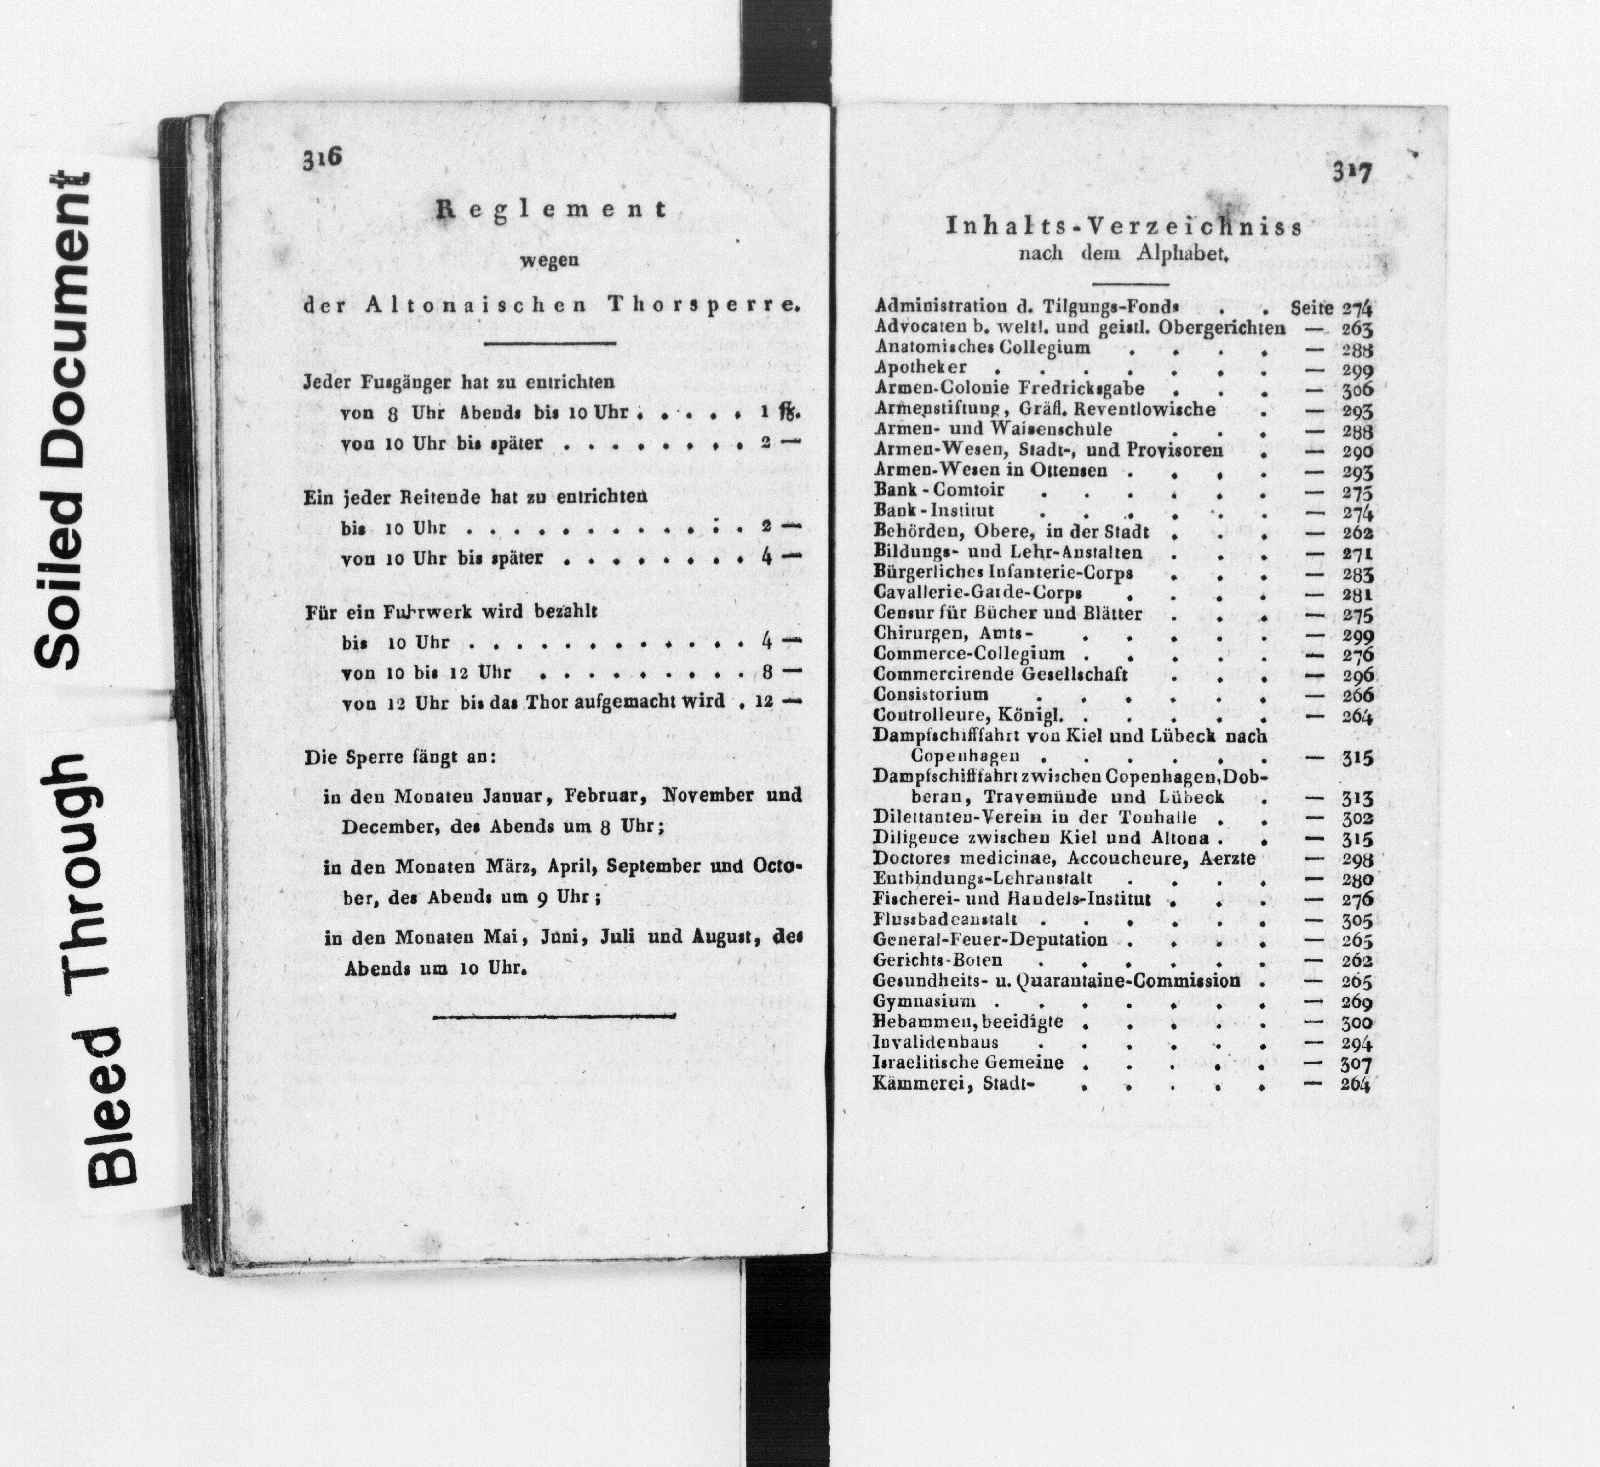 Soiled Document
Bleed Through
316
Reglement
wegen
der Altonaischen Thorsperre.
Jeder Fusgänger hat zu entrichten
von 8 Uhr Abends bis 10 Uhr . . . . . 1 ßl.
von 10 Uhr bis später . . . . . . . . 2 —
Ein jeder Reitende hat zu entrichten
bis 10 Uhr . . . . . . . . . . . . . 2 —
von 10 Uhr bis später . . . . . . . . 4 —
Für ein Fuhrwerk wird bezahlt
bis 10 Uhr . . . . . . . . . . . . . 4 —
von 10 bis 12 Uhr . . . . . . . . . . 8 —
von 12 Uhr bis das Thor aufgemacht wird . 12 —
Die Sperre fängt an:
in den Monaten Januar, Februar, November und
December, des Abends um 8 Uhr;
in den Monaten März, April, September und Octo-
ber, des Abends um 9 Uhr;
in den Monaten Mai, Juni, Juli und August, des
Abends um 10 Uhr.
317
Inhalts-Verzeichniss
nach dem Alphabet.
Administration d. Tilgungs-Fonds . . Seite 274
Advocaten b. weltl. und geistl. Obergerichten — 263
Anatomisches Collegium . . . . — 288
Apotheker . . . . . . . — 299
Armen-Colonie Fredricksgabe . . . — 306
Armenstiftung, Gräfl. Reventlowische . — 293
Armen- und Waisenschule . . . — 288
Armen-Wesen, Stadt-, und Provisoren . — 290
Armen-Wesen in Ottensen . . . . — 293
Bank-Comtoir . . . . . . — 275
Bank-Institut . . . . . . — 274
Behörden, Obere, in der Stadt . . . — 262
Bildungs- und Lehr-Anstalten . . . — 271
Bürgerliches Infanterie-Corps . . . — 283
Cavallerie-Garde-Corps . . . . — 281
Censur für Bücher und Blätter . . . — 275
Chirurgen, Amts- . . . . . — 299
Commerce-Collegium . . . . . — 276
Commercirende Gesellschaft . . . — 296
Consistorium . . . . . . — 266
Controlleure, Königl. . . . . . — 264
Dampfschifffahrt von Kiel und Lübeck nach
Copenhagen . . . . . . — 315
Dampfschifffahrt zwischen Copenhagen, Dob-
beran, Travemünde und Lübeck . — 313
Dilettanten-Verein in der Tonhalle . . — 302
Diligence zwischen Kiel und Altona . . — 315
Doctores medicinae, Accoucheure, Aerzte — 298
Entbindungs-Lehranstalt . . . . — 280
Fischerei- und Handels-Institut . . . — 276
Flussbadeanstalt . . . . . . — 305
General-Feuer-Deputation . . . . — 265
Gerichts-Boten . . . . . . — 262
Gesundheits- u. Quarantaine-Commission . — 265
Gymnasium . . . . . . . — 269
Hebammen, beeidigte . . . . . — 300
Invalidenhaus . . . . . . — 294
Israelitische Gemeine . . . . . — 307
Kämmerei, Stadt- . . . . . — 264